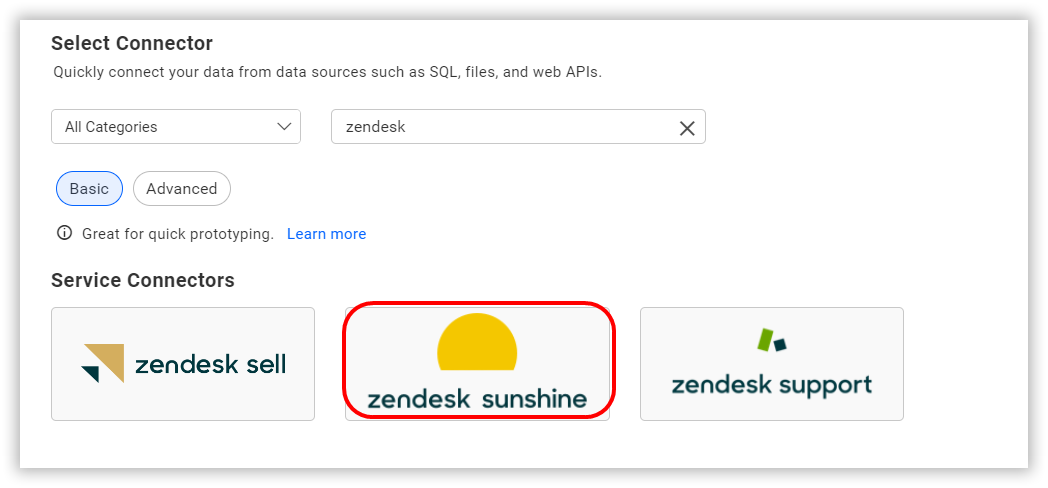 Select Connector
Quickly connect your data from data sources such as SQL, files, and web APIs.
All Categories
zendesk
Basic
Advanced
Great for quick prototyping. Learn more
Service Connectors
zendesk sell
zendesk sunshine
zendesk support